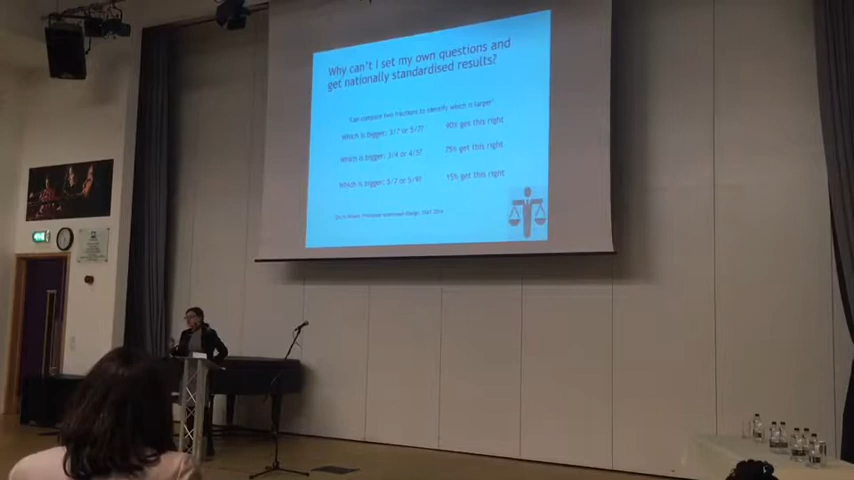 Why can't I set my own questions and
get nationally standardised results?
'Can compare two fractions to identify which is larger'
Which is bigger: 3/7 or 5/7? 90% get this right
Which is bigger: 3/4 or 4/5? 75% get this right
Which is bigger: 5/7 or 5/9? 15% get this right